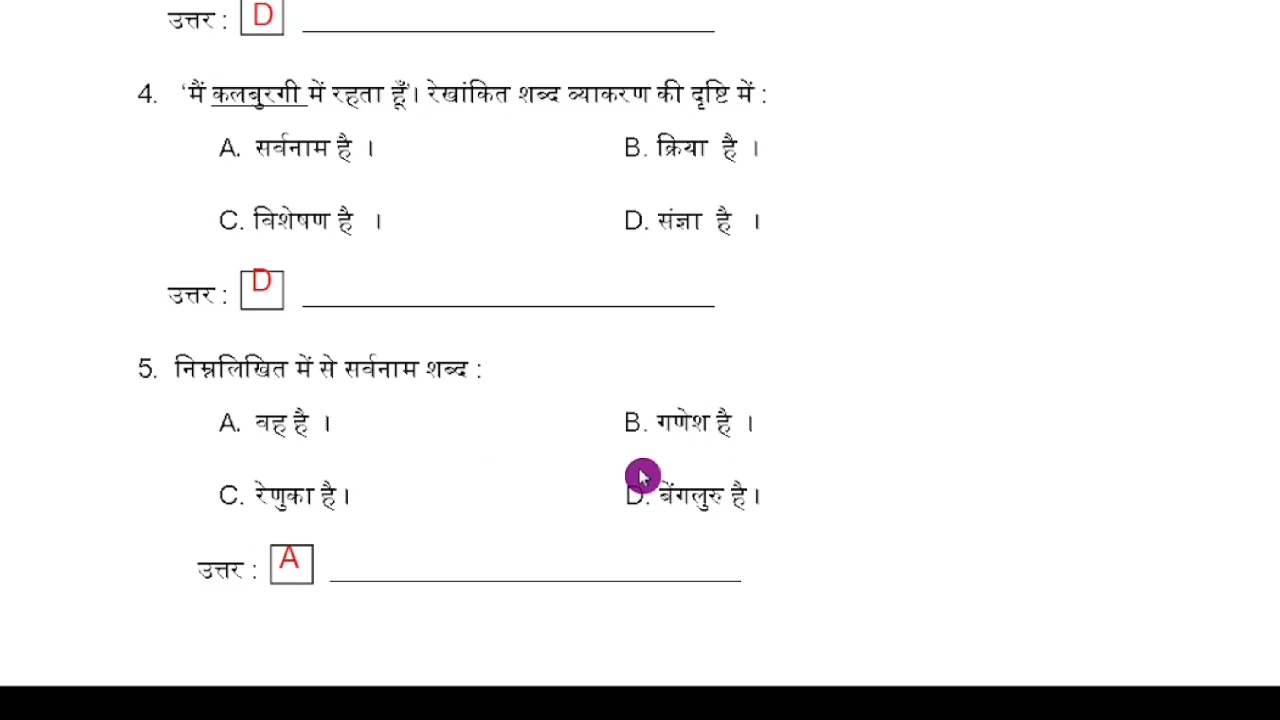 उत्तर : D
4. 'मैं कलबुरगी में रहता हूँ'। रेखांकित शब्द व्याकरण की दृष्टि में :
A. सर्वनाम है । B. क्रिया है ।
C. विशेषण है । D. संज्ञा है ।
उत्तर : D
5. निम्नलिखित में से सर्वनाम शब्द :
A. वह है । B. गणेश है ।
C. रेणुका है। D. बेंगलुरु है।
उत्तर : A